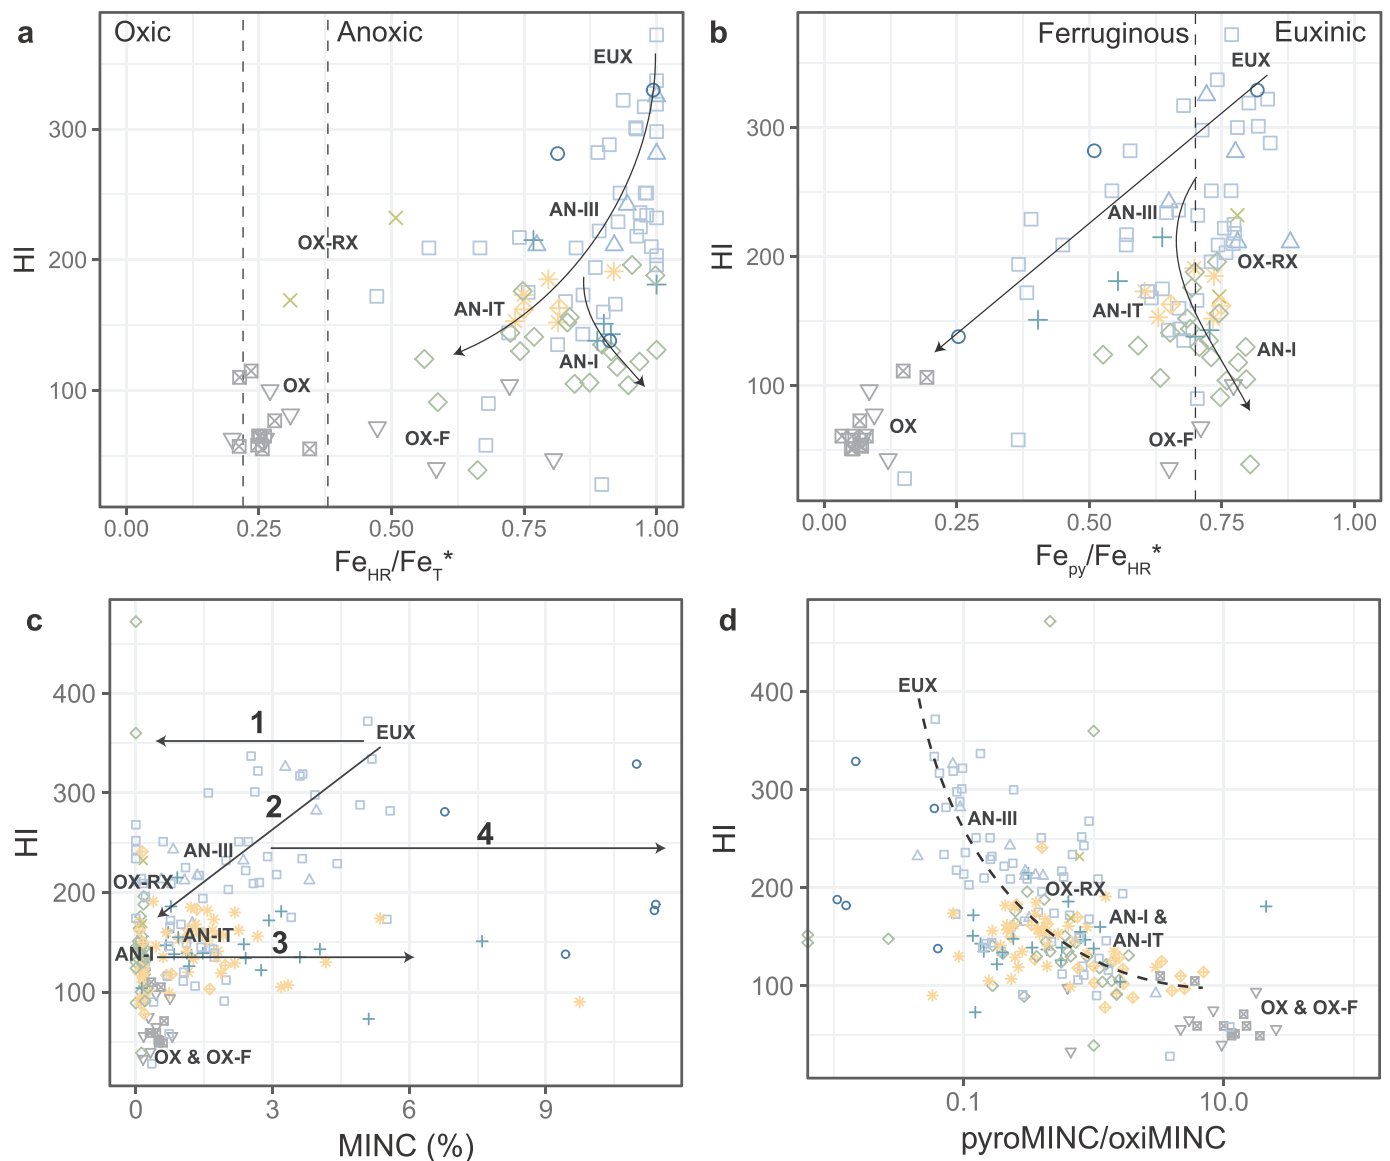 a
Oxic
Anoxic
EUX
AN-III
OX-RX
AN-IT
AN-I
OX
OX-F
300
200
100
HI
0.00
0.25
0.50
0.75
1.00
Fe_HR/Fe_T*
b
Ferruginous
Euxinic
EUX
AN-III
OX-RX
AN-IT
AN-I
OX
OX-F
300
200
100
HI
0.00
0.25
0.50
0.75
1.00
Fe_py/Fe_HR*
c
1
EUX
2
4
AN-III
OX-RX
AN-IT
AN-I
3
OX & OX-F
400
300
200
100
HI
0
3
6
9
MINC (%)
d
EUX
AN-III
OX-RX
AN-I &
AN-IT
OX & OX-F
400
300
200
100
HI
0.1
10.0
pyroMINC/oxiMINC